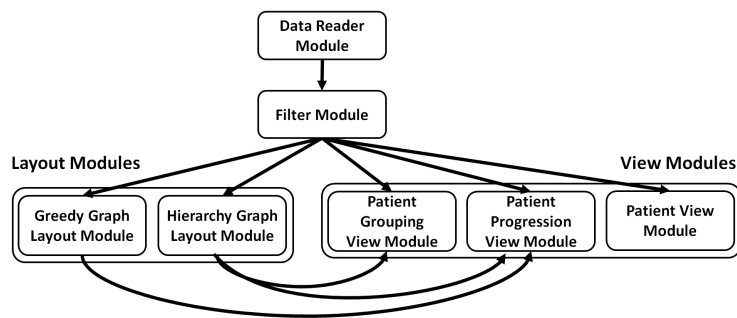 Data Reader
Module
Filter Module
Layout Modules
View Modules
Greedy Graph
Layout Module
Hierarchy Graph
Layout Module
Patient
Grouping
View Module
Patient
Progression
View Module
Patient View
Module